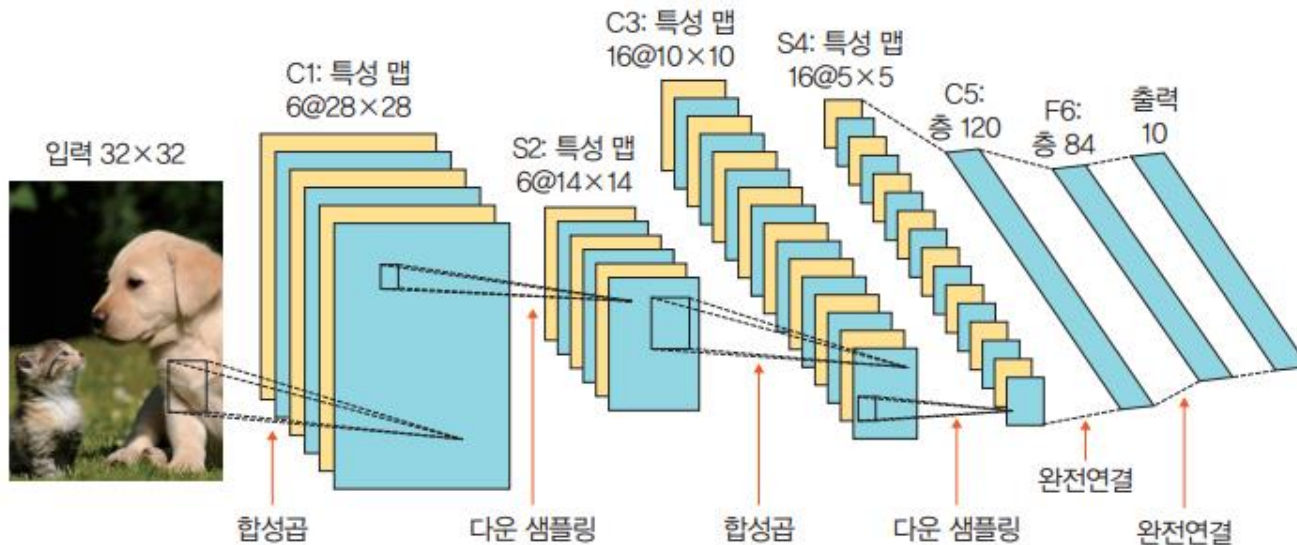 입력 32×32
C1: 특성 맵
6@28×28
S2: 특성 맵
6@14×14
C3: 특성 맵
16@10×10
S4: 특성 맵
16@5×5
C5:
층 120
F6:
층 84
출력
10
합성곱
다운 샘플링
합성곱
다운 샘플링
완전연결
완전연결